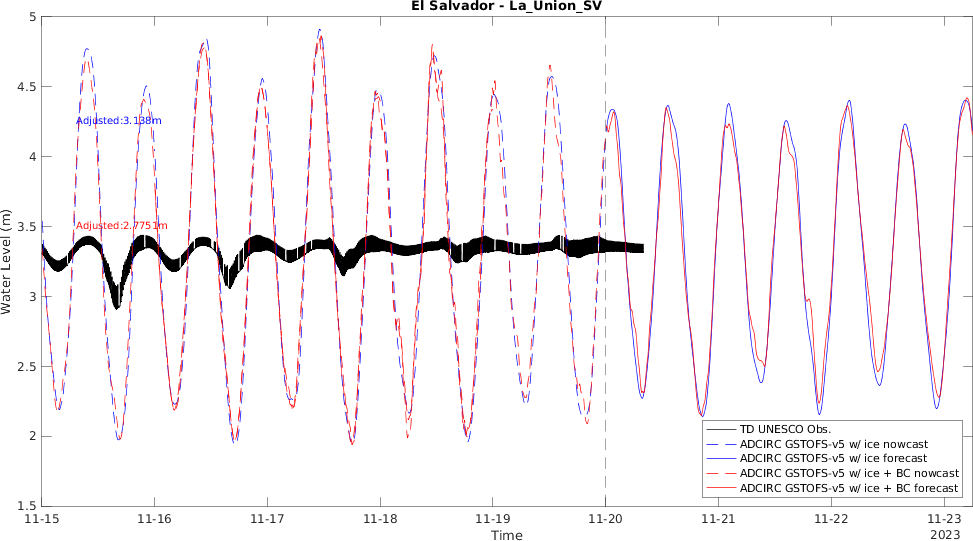 El Salvador - La_Union_SV
5
4.5
4
3.5
3
2.5
2
1.5
Water Level (m)
Adjusted:3.138m
Adjusted:2.7751m
TD UNESCO Obs.
ADCIRC GSTOFS-v5 w/ ice nowcast
ADCIRC GSTOFS-v5 w/ ice forecast
ADCIRC GSTOFS-v5 w/ ice + BC nowcast
ADCIRC GSTOFS-v5 w/ ice + BC forecast
11-15 11-16 11-17 11-18 11-19 11-20 11-21 11-22 11-23
Time
2023